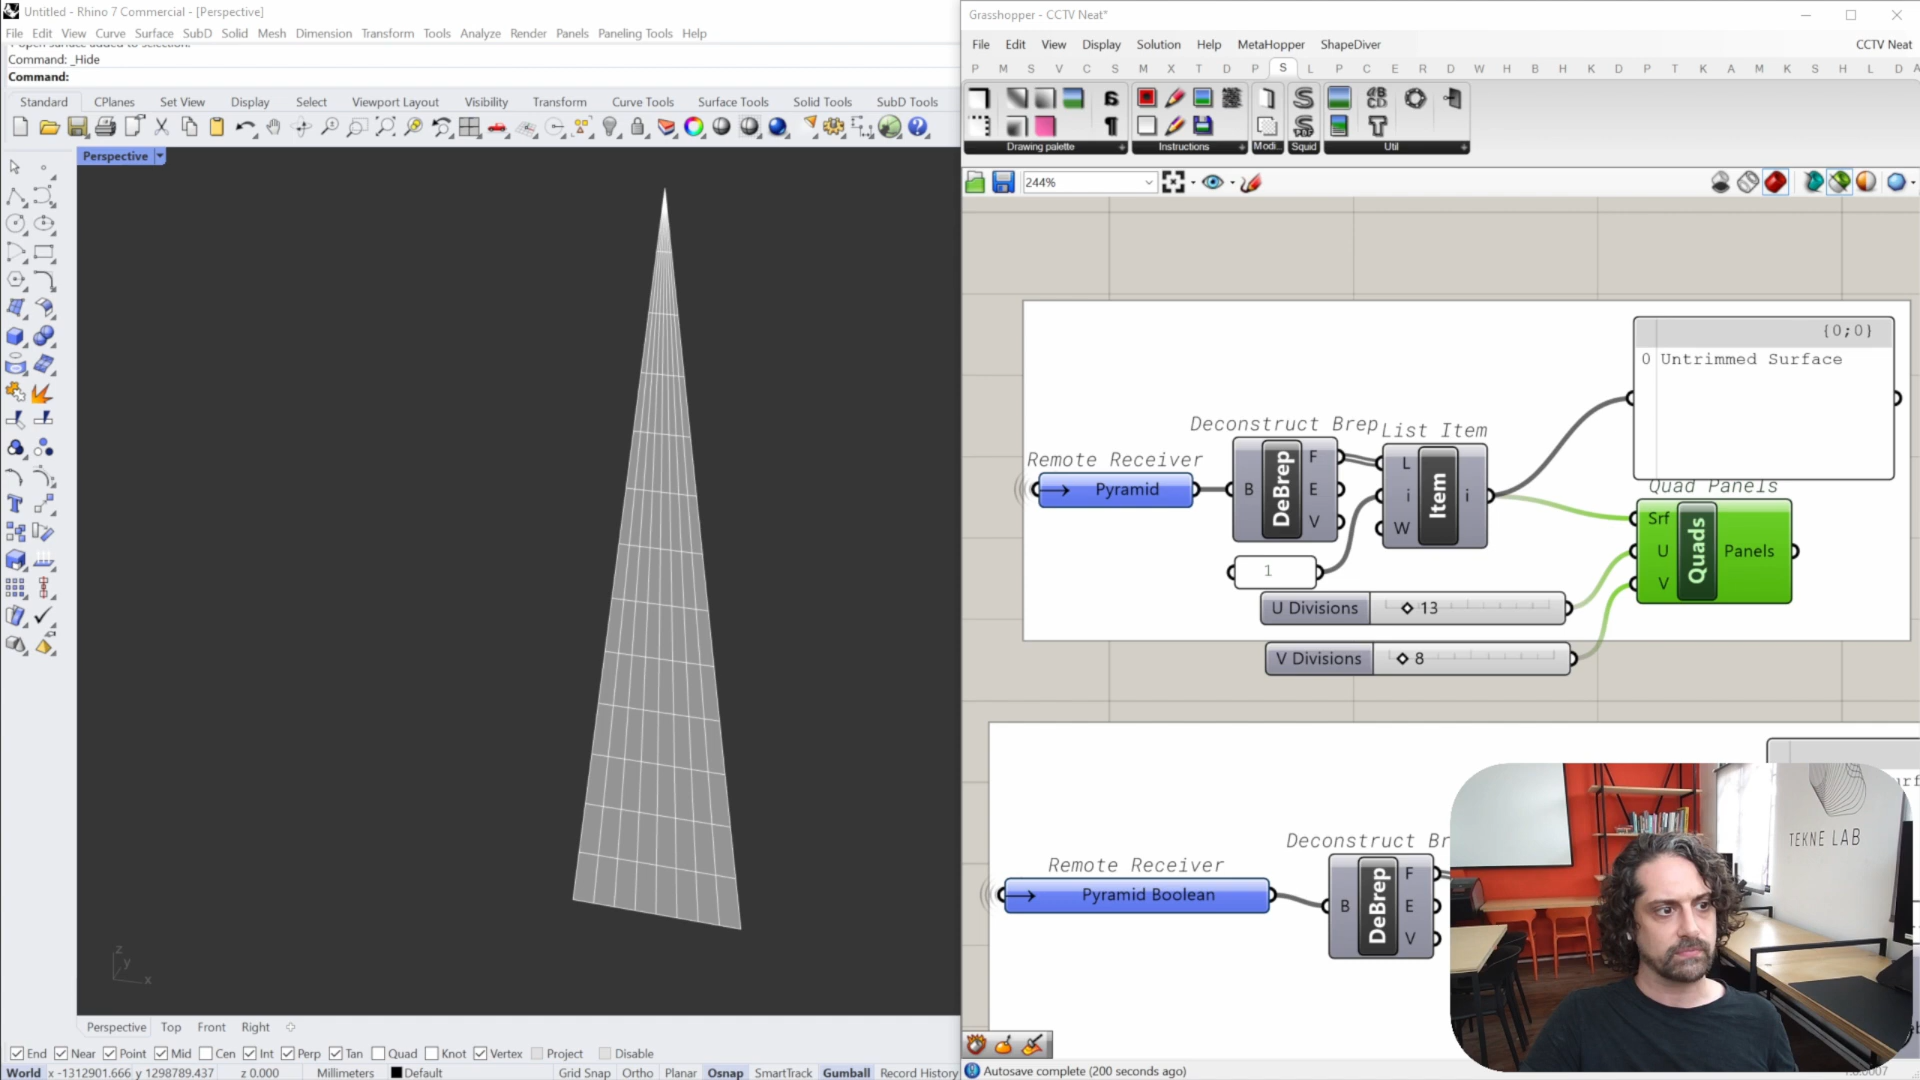 Untitled - Rhino 7 Commercial - [Perspective]
File Edit View Curve Surface SubD Solid Mesh Dimension Transform Tools Analyze Render Panels Paneling Tools Help
1 open surface added to selection.
Command: _Hide
Command:
Standard CPlanes Set View Display Select Viewport Layout Visibility Transform Curve Tools Surface Tools Solid Tools SubD Tools
Perspective
z
y
x
Perspective Top Front Right
End Near Point Mid Cen Int Perp Tan Quad Knot Vertex Project Disable
World x -1312901.666 y 1298789.437 z 0.000 Millimeters Default Grid Snap Ortho Planar Osnap SmartTrack Gumball Record History
Grasshopper - CCTV Neat*
File Edit View Display Solution Help MetaHopper ShapeDiver CCTV Neat
P M S V C S M X T D P S L P C E R D W H B H K D P T K A M K S H L D A
Drawing palette Instructions Modi... Squid Util
244%
{0;0}
0 Untrimmed Surface
Deconstruct Brep
List Item
Remote Receiver
Pyramid
B DeBrep F E V
L i W Item i
1
Quad Panels
Srf U V Quads Panels
U Divisions 13
V Divisions 8
Remote Receiver
Pyramid Boolean
Deconstruct Br
B DeBrep F E V
TEKNE LAB
Autosave complete (200 seconds ago)